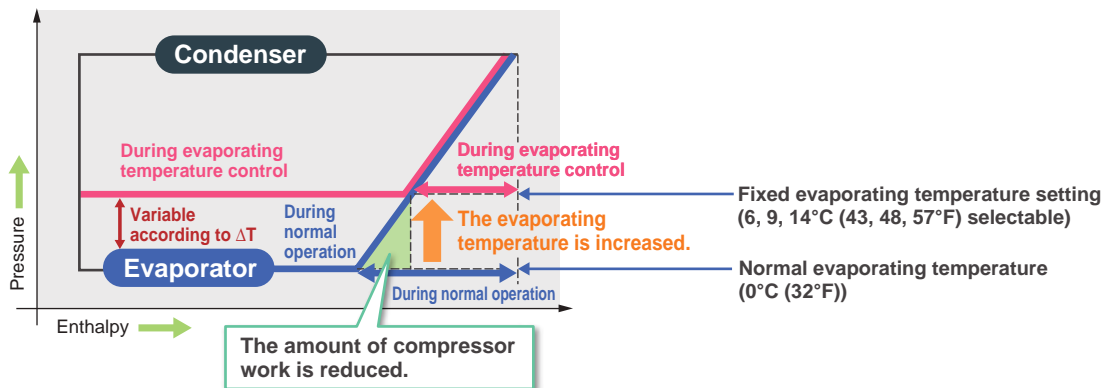 Condenser
During evaporating
temperature control
During evaporating
temperature control
Fixed evaporating temperature setting
(6, 9, 14°C (43, 48, 57°F) selectable)
Variable
according to ΔT
During
normal
operation
The evaporating
temperature is increased.
Pressure
Evaporator
Normal evaporating temperature
(0°C (32°F))
During normal operation
Enthalpy
The amount of compressor
work is reduced.